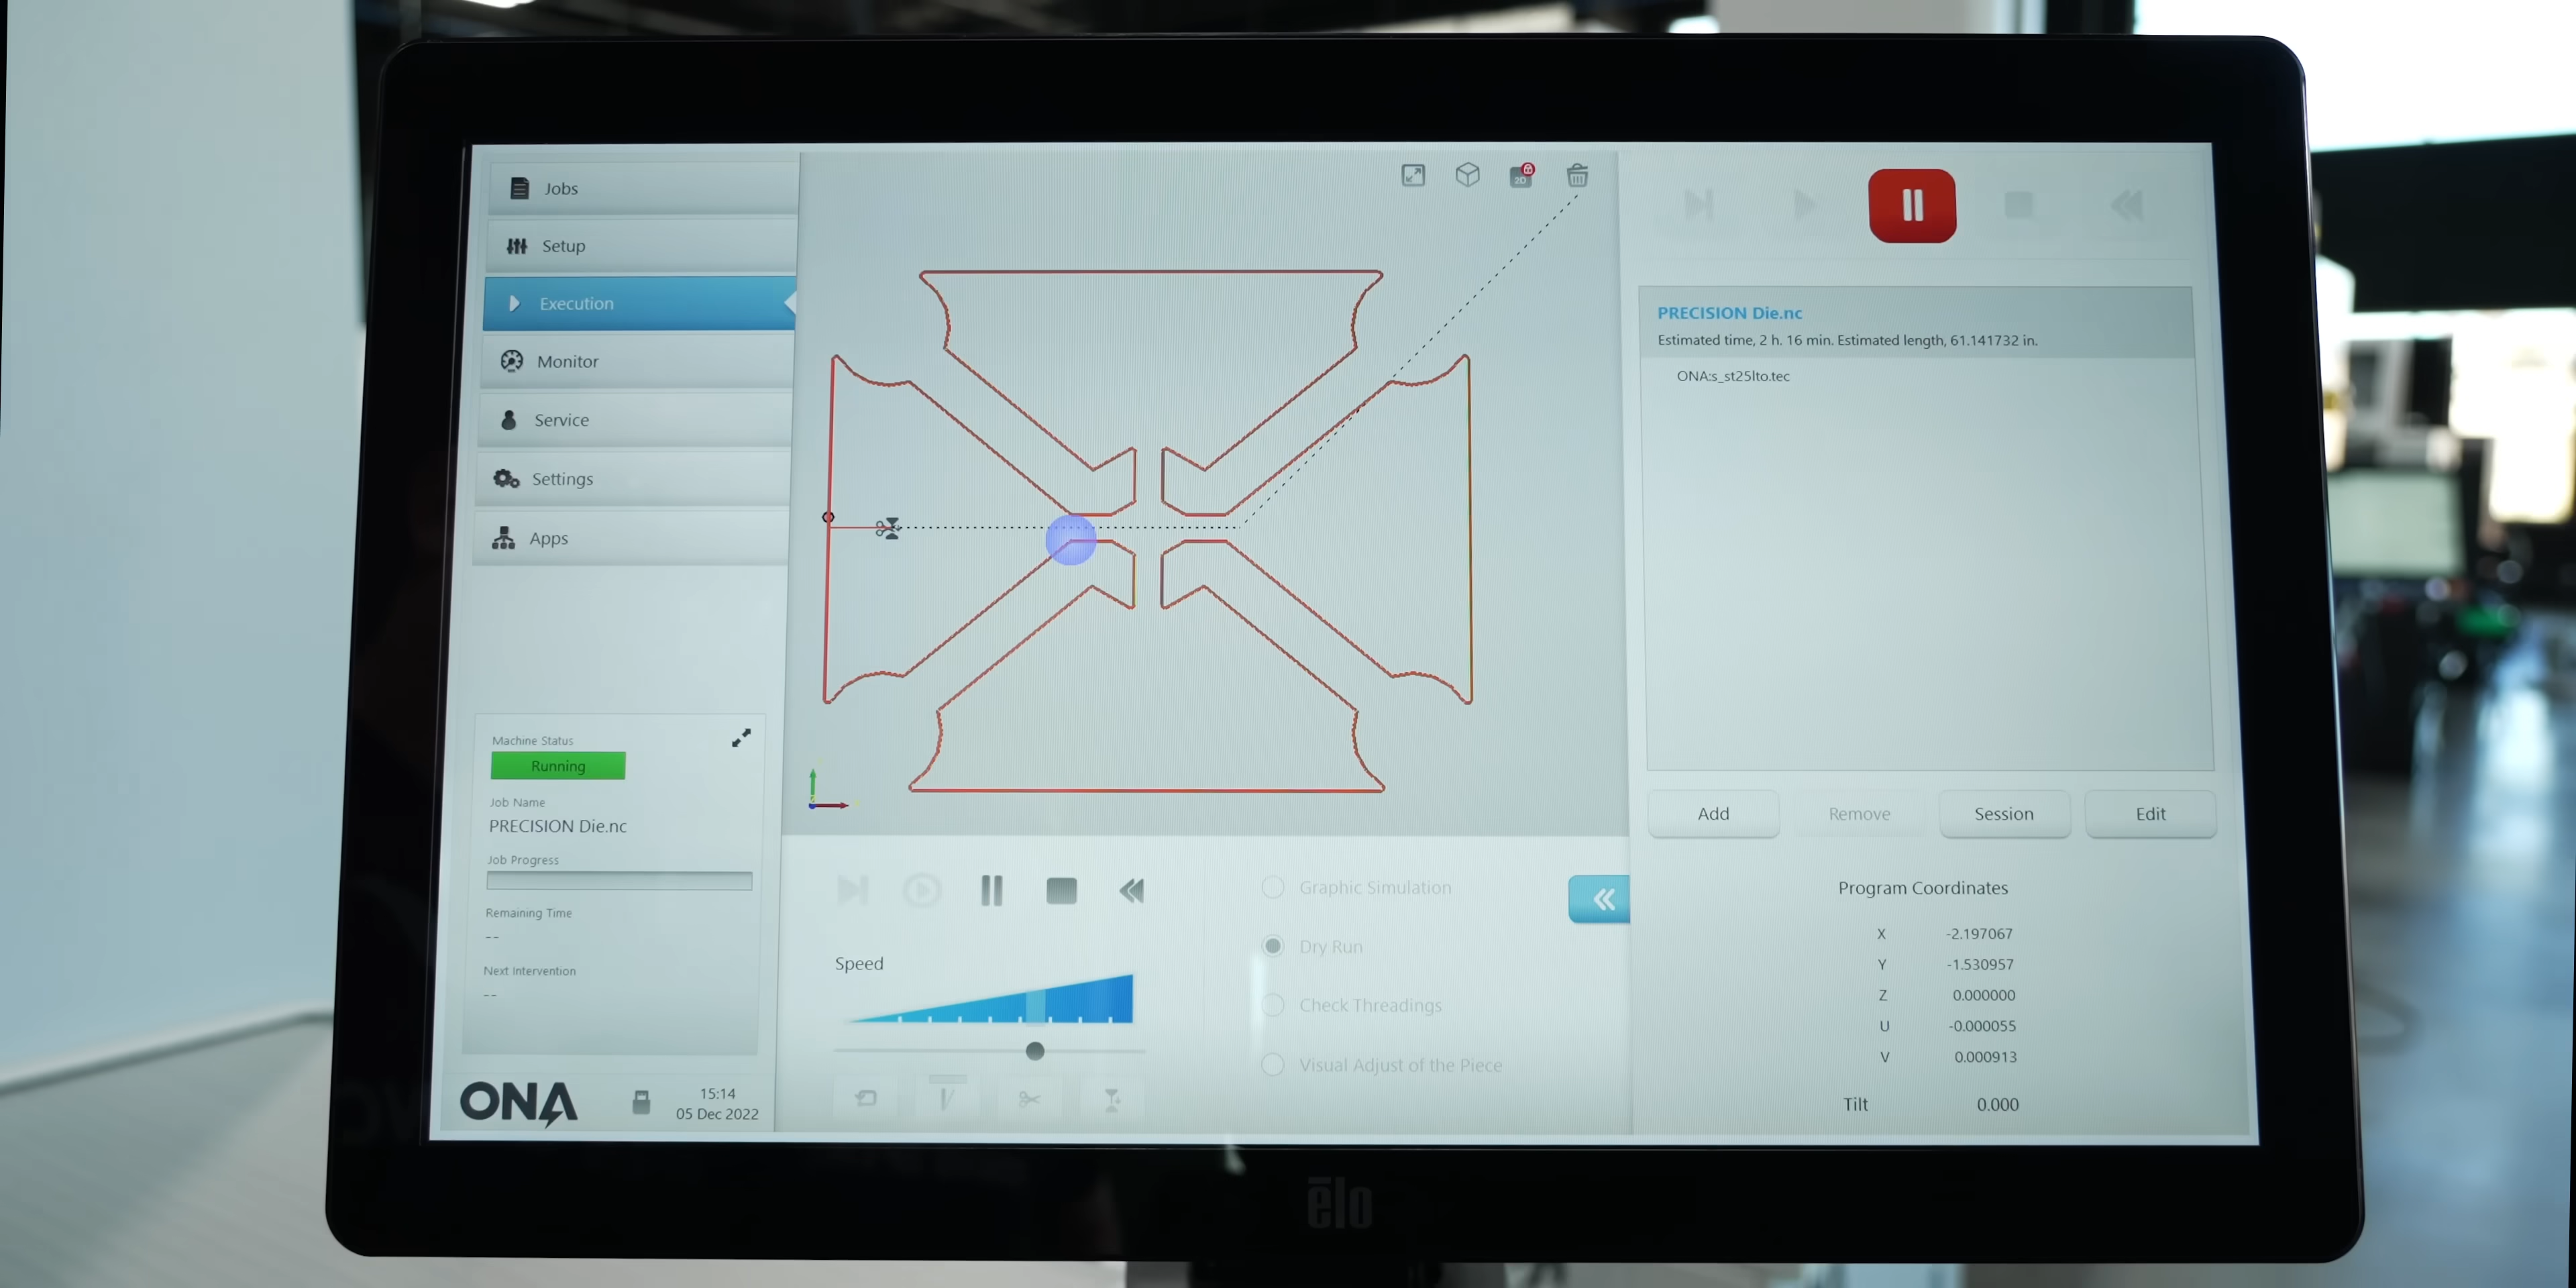 Jobs
Setup
Execution
Monitor
Service
Settings
Apps
Machine Status
Running
Job Name
PRECISION Die.nc
Job Progress
Remaining Time
--
Next Intervention
--
ONA
15:14
05 Dec 2022
2D
Speed
Graphic Simulation
Dry Run
Check Threadings
Visual Adjust of the Piece
PRECISION Die.nc
Estimated time, 2 h. 16 min. Estimated length, 61.141732 in.
ONA:s_st25lto.tec
Add Remove Session Edit
Program Coordinates
X -2.197067
Y -1.530957
Z 0.000000
U -0.000055
V 0.000913
Tilt 0.000
elo